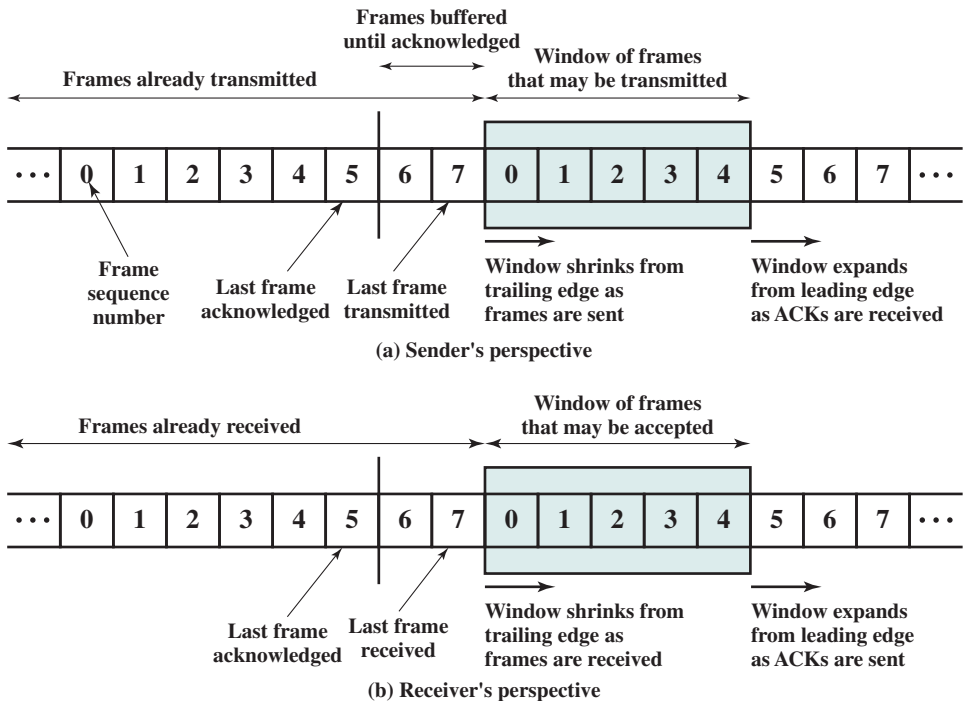 Frames buffered
until acknowledged
Window of frames
that may be transmitted
Frames already transmitted
··· 0 1 2 3 4 5 6 7 0 1 2 3 4 5 6 7 ···
Frame
sequence
number
Last frame
acknowledged
Last frame
transmitted
Window shrinks from
trailing edge as
frames are sent
Window expands
from leading edge
as ACKs are received
(a) Sender's perspective
Window of frames
that may be accepted
Frames already received
··· 0 1 2 3 4 5 6 7 0 1 2 3 4 5 6 7 ···
Last frame
acknowledged
Last frame
received
Window shrinks from
trailing edge as
frames are received
Window expands
from leading edge
as ACKs are sent
(b) Receiver's perspective